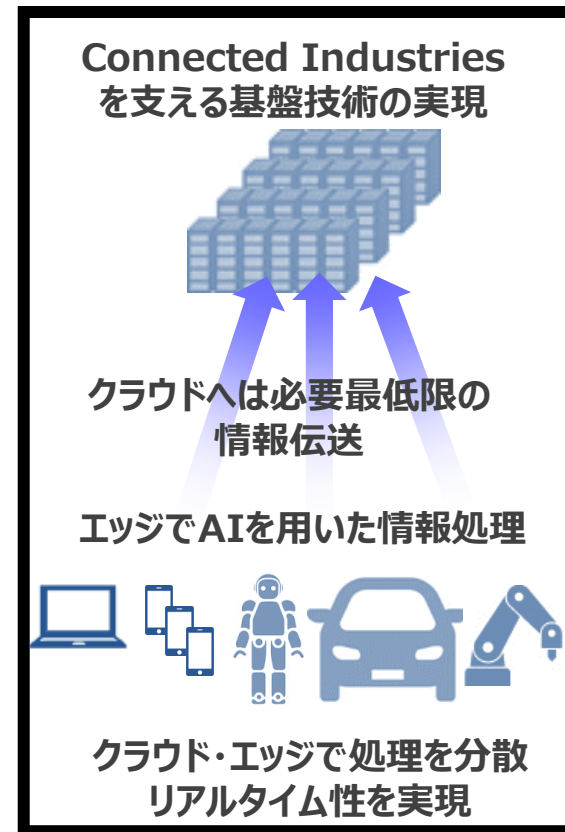 Connected Industries
を支える基盤技術の実現
クラウドへは必要最低限の
情報伝送
エッジでAIを用いた情報処理
クラウド・エッジで処理を分散
リアルタイム性を実現